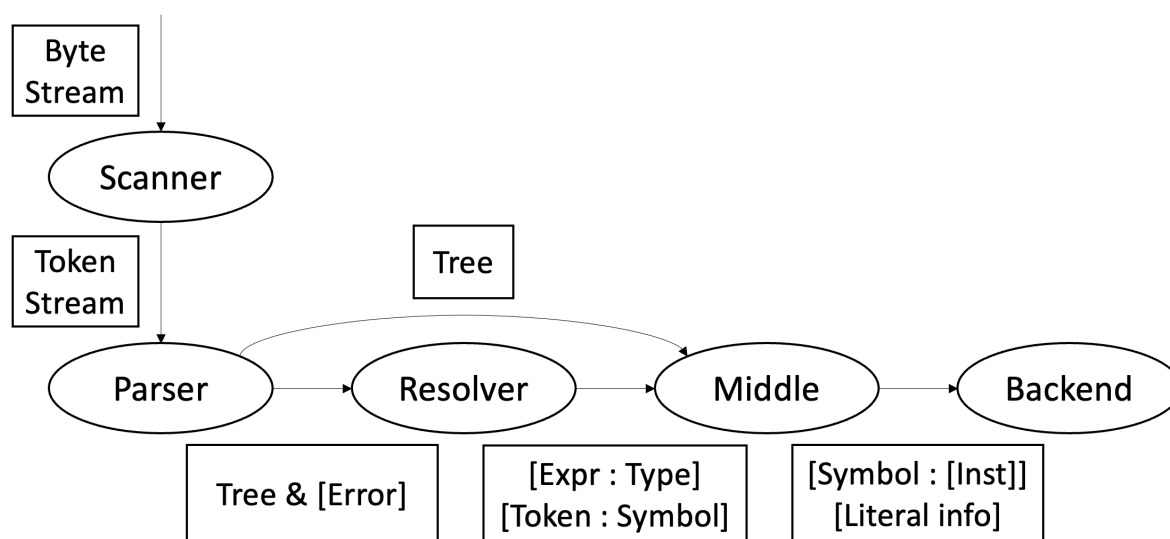 Byte
Stream
Scanner
Token
Stream
Tree
Parser
Resolver
Middle
Backend
Tree & [Error]
[Expr : Type]
[Token : Symbol]
[Symbol : [Inst]]
[Literal info]